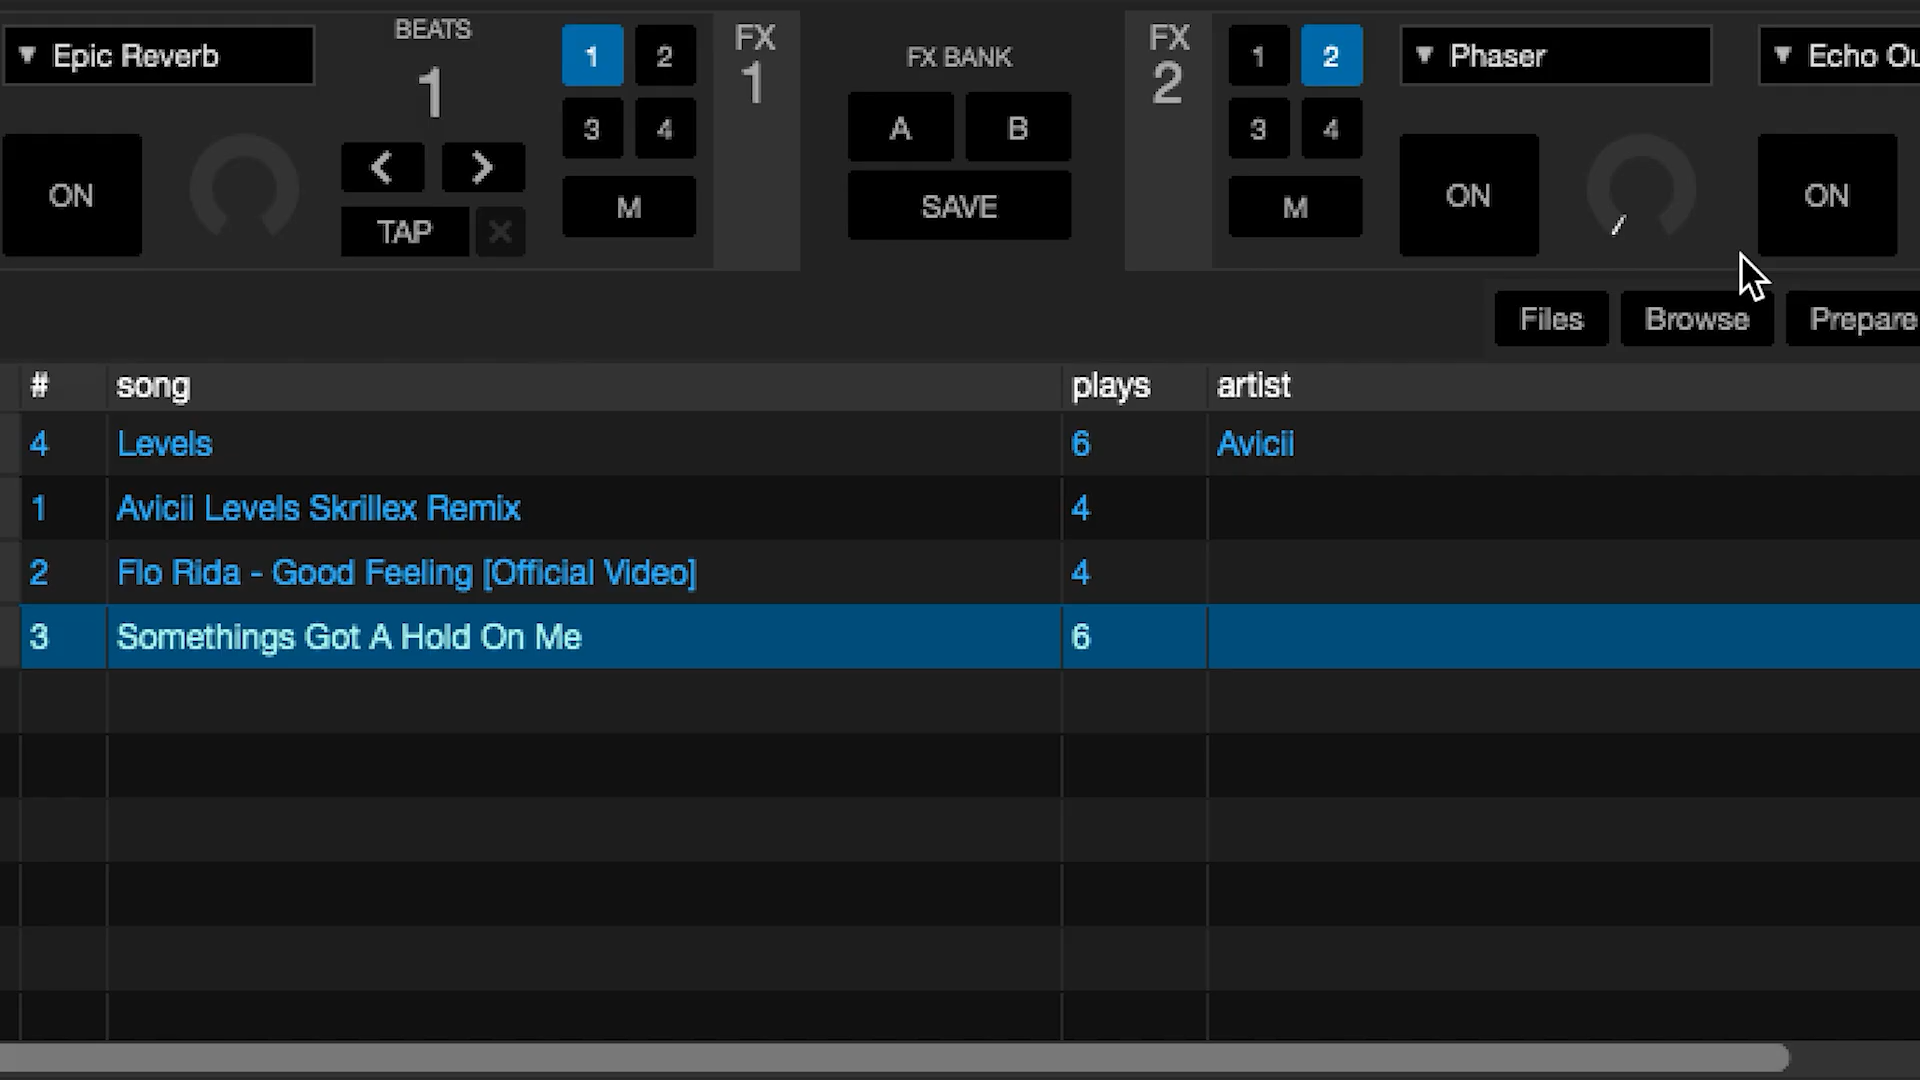 ▼ Epic Reverb
ON
BEATS
1
< >
TAP ×
1 2
3 4
M
FX
1
FX BANK
A B
SAVE
FX
2
1 2
3 4
M
▼ Phaser
ON
▼ Echo Ou
ON
Files Browse Prepare
# song plays artist
4 Levels 6 Avicii
1 Avicii Levels Skrillex Remix 4
2 Flo Rida - Good Feeling [Official Video] 4
3 Somethings Got A Hold On Me 6